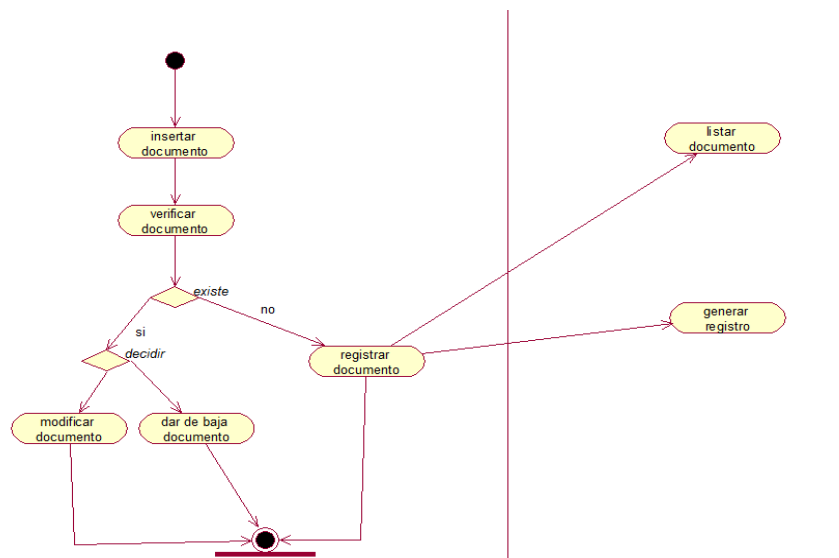 insertar
documento
verificar
documento
existe
no
si
decidir
registrar
documento
modificar
documento
dar de baja
documento
listar
documento
generar
registro